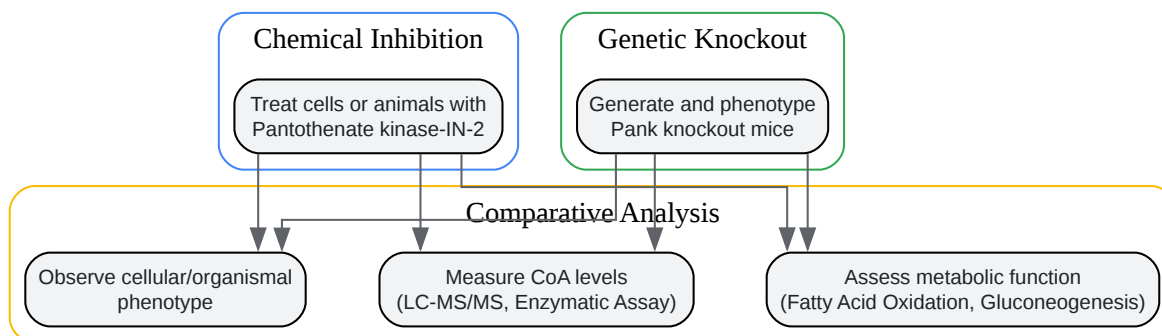 Chemical Inhibition
Genetic Knockout
Treat cells or animals with
Pantothenate kinase-IN-2
Generate and phenotype
Pank knockout mice
Comparative Analysis
Observe cellular/organismal
phenotype
Measure CoA levels
(LC-MS/MS, Enzymatic Assay)
Assess metabolic function
(Fatty Acid Oxidation, Gluconeogenesis)